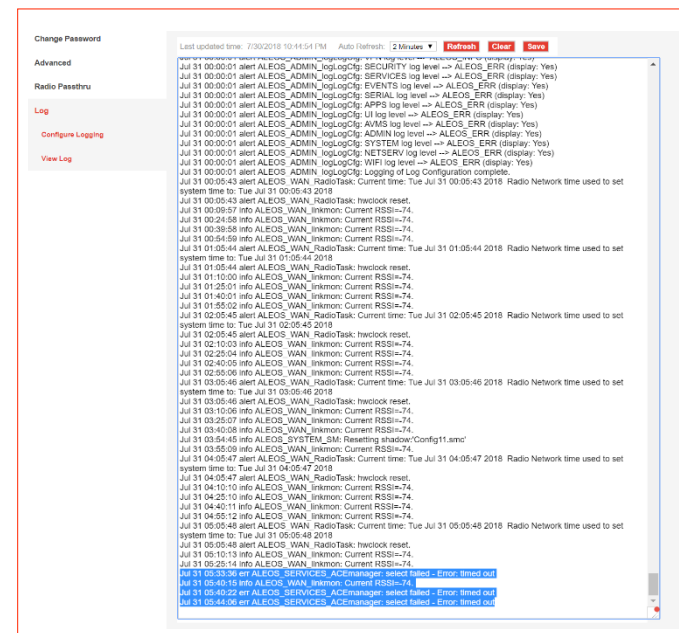 Change Password
Advanced
Radio Passthru
Log
Configure Logging
View Log
Last updated time: 7/30/2018 10:44:54 PM Auto Refresh: 2 Minutes Refresh Clear Save
Jul 31 00:00:01 alert ALEOS_ADMIN_logLogCfg: SECURITY log level --> ALEOS_ERR (display: Yes)
Jul 31 00:00:01 alert ALEOS_ADMIN_logLogCfg: SERVICES log level --> ALEOS_ERR (display: Yes)
Jul 31 00:00:01 alert ALEOS_ADMIN_logLogCfg: EVENTS log level --> ALEOS_ERR (display: Yes)
Jul 31 00:00:01 alert ALEOS_ADMIN_logLogCfg: SERIAL log level --> ALEOS_ERR (display: Yes)
Jul 31 00:00:01 alert ALEOS_ADMIN_logLogCfg: APPS log level --> ALEOS_ERR (display: Yes)
Jul 31 00:00:01 alert ALEOS_ADMIN_logLogCfg: UI log level --> ALEOS_ERR (display: Yes)
Jul 31 00:00:01 alert ALEOS_ADMIN_logLogCfg: AVMS log level --> ALEOS_ERR (display: Yes)
Jul 31 00:00:01 alert ALEOS_ADMIN_logLogCfg: ADMIN log level --> ALEOS_ERR (display: Yes)
Jul 31 00:00:01 alert ALEOS_ADMIN_logLogCfg: SYSTEM log level --> ALEOS_ERR (display: Yes)
Jul 31 00:00:01 alert ALEOS_ADMIN_logLogCfg: NETSERV log level --> ALEOS_ERR (display: Yes)
Jul 31 00:00:01 alert ALEOS_ADMIN_logLogCfg: WIFI log level --> ALEOS_ERR (display: Yes)
Jul 31 00:00:01 alert ALEOS_ADMIN_logLogCfg: Logging of Log Configuration complete.
Jul 31 00:05:43 alert ALEOS_WAN_RadioTask: Current time: Tue Jul 31 00:05:43 2018 Radio Network time used to set
system time to: Tue Jul 31 00:05:43 2018
Jul 31 00:05:43 alert ALEOS_WAN_RadioTask: hwclock reset.
Jul 31 00:09:57 info ALEOS_WAN_linkmon: Current RSSI=-74.
Jul 31 00:24:58 info ALEOS_WAN_linkmon: Current RSSI=-74.
Jul 31 00:39:58 info ALEOS_WAN_linkmon: Current RSSI=-74.
Jul 31 00:54:59 info ALEOS_WAN_linkmon: Current RSSI=-74.
Jul 31 01:05:44 alert ALEOS_WAN_RadioTask: Current time: Tue Jul 31 01:05:44 2018 Radio Network time used to set
system time to: Tue Jul 31 01:05:44 2018
Jul 31 01:05:44 alert ALEOS_WAN_RadioTask: hwclock reset.
Jul 31 01:10:00 info ALEOS_WAN_linkmon: Current RSSI=-74.
Jul 31 01:25:01 info ALEOS_WAN_linkmon: Current RSSI=-74.
Jul 31 01:40:01 info ALEOS_WAN_linkmon: Current RSSI=-74.
Jul 31 01:55:02 info ALEOS_WAN_linkmon: Current RSSI=-74.
Jul 31 02:05:45 alert ALEOS_WAN_RadioTask: Current time: Tue Jul 31 02:05:45 2018 Radio Network time used to set
system time to: Tue Jul 31 02:05:45 2018
Jul 31 02:05:45 alert ALEOS_WAN_RadioTask: hwclock reset.
Jul 31 02:10:03 info ALEOS_WAN_linkmon: Current RSSI=-74.
Jul 31 02:25:04 info ALEOS_WAN_linkmon: Current RSSI=-74.
Jul 31 02:40:05 info ALEOS_WAN_linkmon: Current RSSI=-74.
Jul 31 02:55:06 info ALEOS_WAN_linkmon: Current RSSI=-74.
Jul 31 03:05:46 alert ALEOS_WAN_RadioTask: Current time: Tue Jul 31 03:05:46 2018 Radio Network time used to set
system time to: Tue Jul 31 03:05:46 2018
Jul 31 03:05:46 alert ALEOS_WAN_RadioTask: hwclock reset.
Jul 31 03:10:06 info ALEOS_WAN_linkmon: Current RSSI=-74.
Jul 31 03:25:07 info ALEOS_WAN_linkmon: Current RSSI=-74.
Jul 31 03:40:08 info ALEOS_WAN_linkmon: Current RSSI=-74.
Jul 31 03:54:45 info ALEOS_SYSTEM_SM: Resetting shadow:'Config11.smc'
Jul 31 03:55:09 info ALEOS_WAN_linkmon: Current RSSI=-74.
Jul 31 04:05:47 alert ALEOS_WAN_RadioTask: Current time: Tue Jul 31 04:05:47 2018 Radio Network time used to set
system time to: Tue Jul 31 04:05:47 2018
Jul 31 04:05:47 alert ALEOS_WAN_RadioTask: hwclock reset.
Jul 31 04:10:10 info ALEOS_WAN_linkmon: Current RSSI=-74.
Jul 31 04:25:10 info ALEOS_WAN_linkmon: Current RSSI=-74.
Jul 31 04:40:11 info ALEOS_WAN_linkmon: Current RSSI=-74.
Jul 31 04:55:12 info ALEOS_WAN_linkmon: Current RSSI=-74.
Jul 31 05:05:48 alert ALEOS_WAN_RadioTask: Current time: Tue Jul 31 05:05:48 2018 Radio Network time used to set
system time to: Tue Jul 31 05:05:48 2018
Jul 31 05:05:48 alert ALEOS_WAN_RadioTask: hwclock reset.
Jul 31 05:10:13 info ALEOS_WAN_linkmon: Current RSSI=-74.
Jul 31 05:25:14 info ALEOS_WAN_linkmon: Current RSSI=-74.
Jul 31 05:33:36 err ALEOS_SERVICES_ACEmanager: select failed - Error: timed out
Jul 31 05:40:15 info ALEOS_WAN_linkmon: Current RSSI=-74.
Jul 31 05:40:22 err ALEOS_SERVICES_ACEmanager: select failed - Error: timed out
Jul 31 05:44:06 err ALEOS_SERVICES_ACEmanager: select failed - Error: timed out